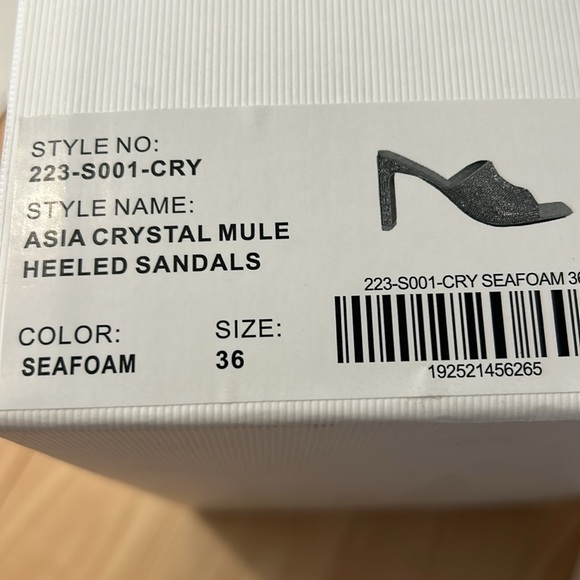 STYLE NO:
223-S001-CRY
STYLE NAME:
ASIA CRYSTAL MULE
HEELED SANDALS
COLOR:
SEAFOAM
SIZE:
36
223-S001-CRY SEAFOAM 36
192521456265